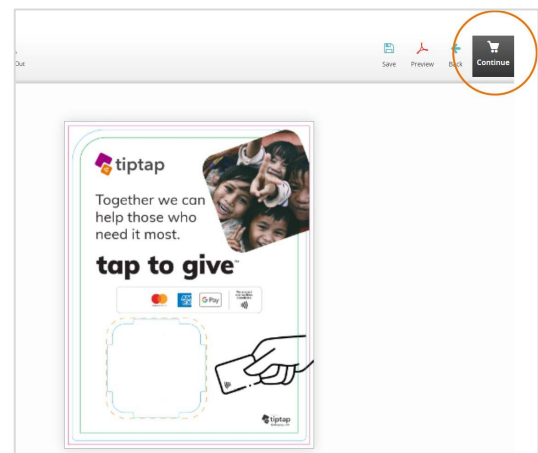 Out
Save
Preview
Back
Continue
tiptap
Together we can
help those who
need it most.
tap to give™
G Pay
tiptap